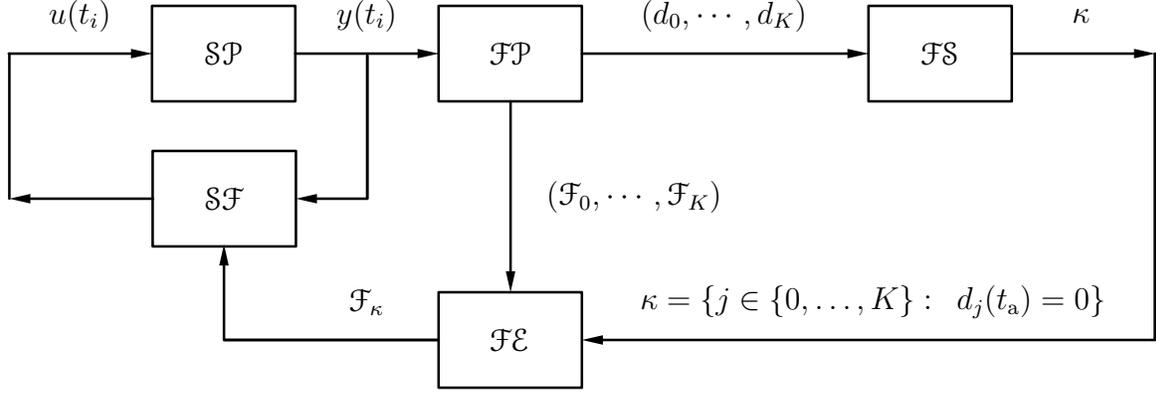 u(t_i)
y(t_i)
(d_0, ⋯ , d_K)
κ
𝒮𝒫
ℱ𝒫
ℱ𝒮
𝒮ℱ
(ℱ_0, ⋯ , ℱ_K)
ℱ_κ
κ = {j ∈ {0, . . . , K} : d_j(t_a) = 0}
ℱℰ